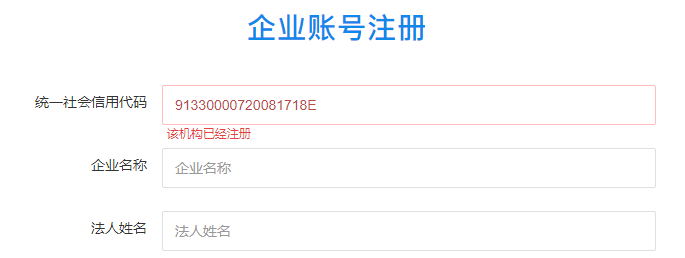 企业账号注册
统一社会信用代码 91330000720081718E
该机构已经注册
企业名称 企业名称
法人姓名 法人姓名